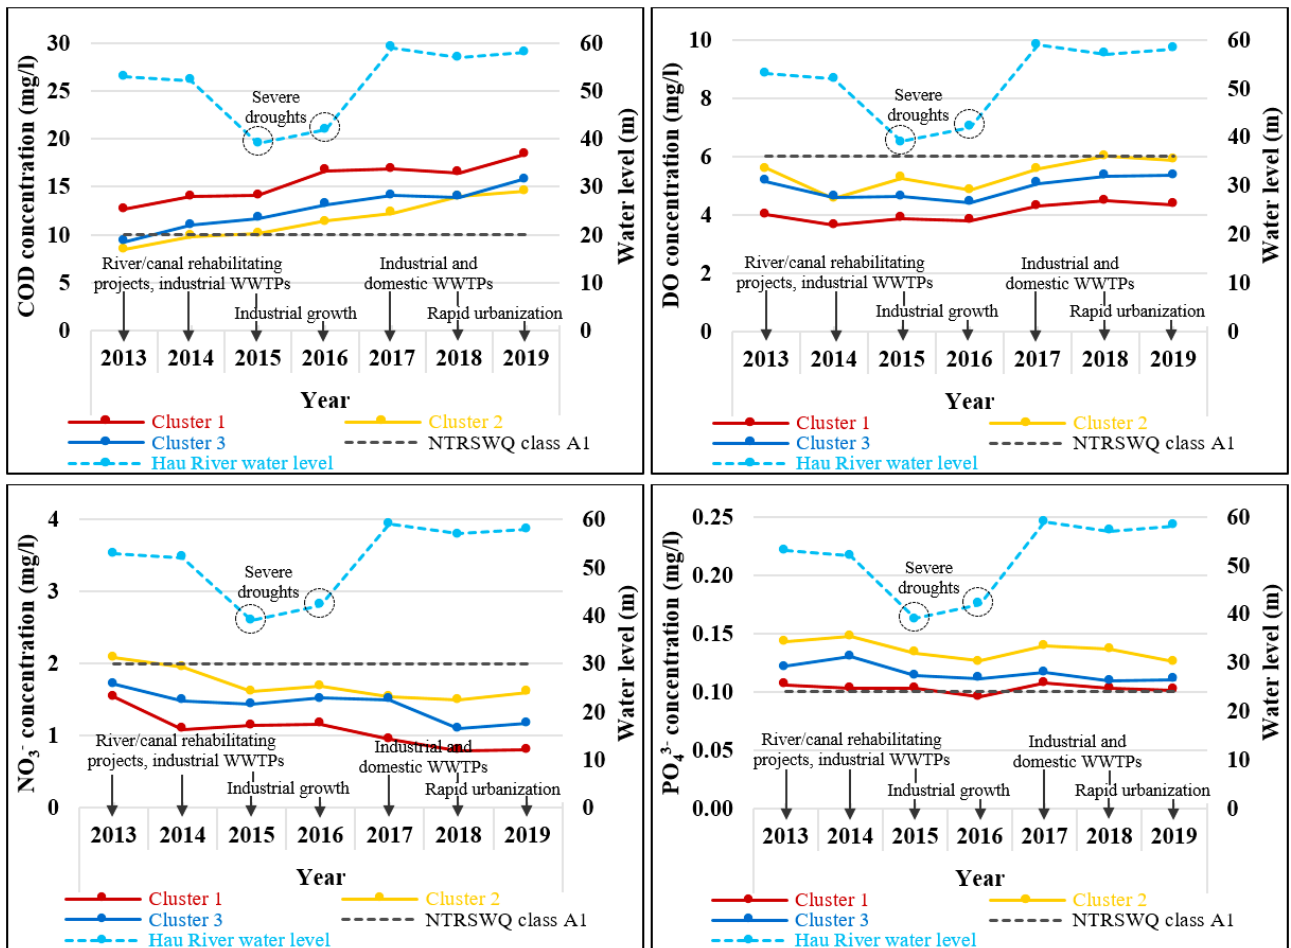 30
25
20
15
10
5
0
COD concentration (mg/l)
60
50
40
30
20
10
0
Water level (m)
Severe
droughts
River/canal rehabilitating
projects, industrial WWTPs
Industrial and
domestic WWTPs
Industrial growth
Rapid urbanization
2013 2014 2015 2016 2017 2018 2019
Year
Cluster 1
Cluster 2
Cluster 3
NTRSWQ class A1
Hau River water level
10
8
6
4
2
0
DO concentration (mg/l)
60
50
40
30
20
10
0
Water level (m)
Severe
droughts
River/canal rehabilitating
projects, industrial WWTPs
Industrial and
domestic WWTPs
Industrial growth
Rapid urbanization
2013 2014 2015 2016 2017 2018 2019
Year
Cluster 1
Cluster 2
Cluster 3
NTRSWQ class A1
Hau River water level
4
3
2
1
0
NO₃⁻ concentration (mg/l)
60
50
40
30
20
10
0
Water level (m)
Severe
droughts
River/canal rehabilitating
projects, industrial WWTPs
Industrial and
domestic WWTPs
Industrial growth
Rapid urbanization
2013 2014 2015 2016 2017 2018 2019
Year
Cluster 1
Cluster 2
Cluster 3
NTRSWQ class A1
Hau River water level
0.25
0.20
0.15
0.10
0.05
0.00
PO₄³⁻ concentration (mg/l)
60
50
40
30
20
10
0
Water level (m)
Severe
droughts
River/canal rehabilitating
projects, industrial WWTPs
Industrial and
domestic WWTPs
Industrial growth
Rapid urbanization
2013 2014 2015 2016 2017 2018 2019
Year
Cluster 1
Cluster 2
Cluster 3
NTRSWQ class A1
Hau River water level